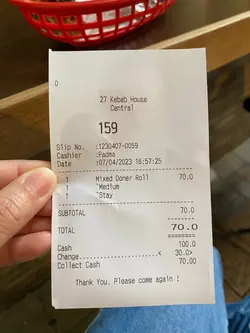 0
27 Kebab House
Central
159
Slip No. :1230407-0059
Cashier :Padma
Date :07/04/2023 16:57:25
1 Mixed Doner Roll 70.0
1 *Medium
1 *Stay
SUBTOTAL 70.0
TOTAL 70.0
Cash 100.0
Change..................< 30.0>
Collect Cash 70.00
Thank You, Please come again !